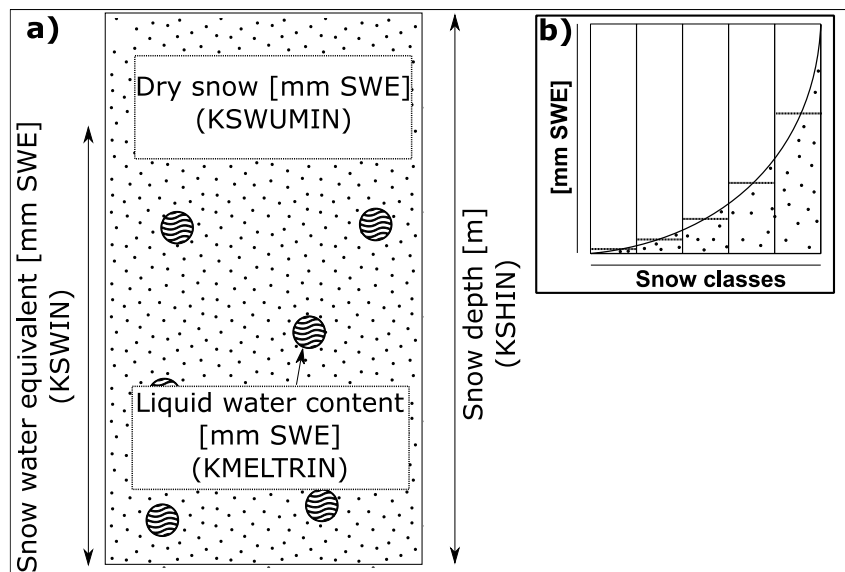 a)
Dry snow [mm SWE]
(KSWUMIN)
Snow water equivalent [mm SWE]
(KSWIN)
Liquid water content
[mm SWE]
(KMELTRIN)
Snow depth [m]
(KSHIN)
b)
[mm SWE]
Snow classes